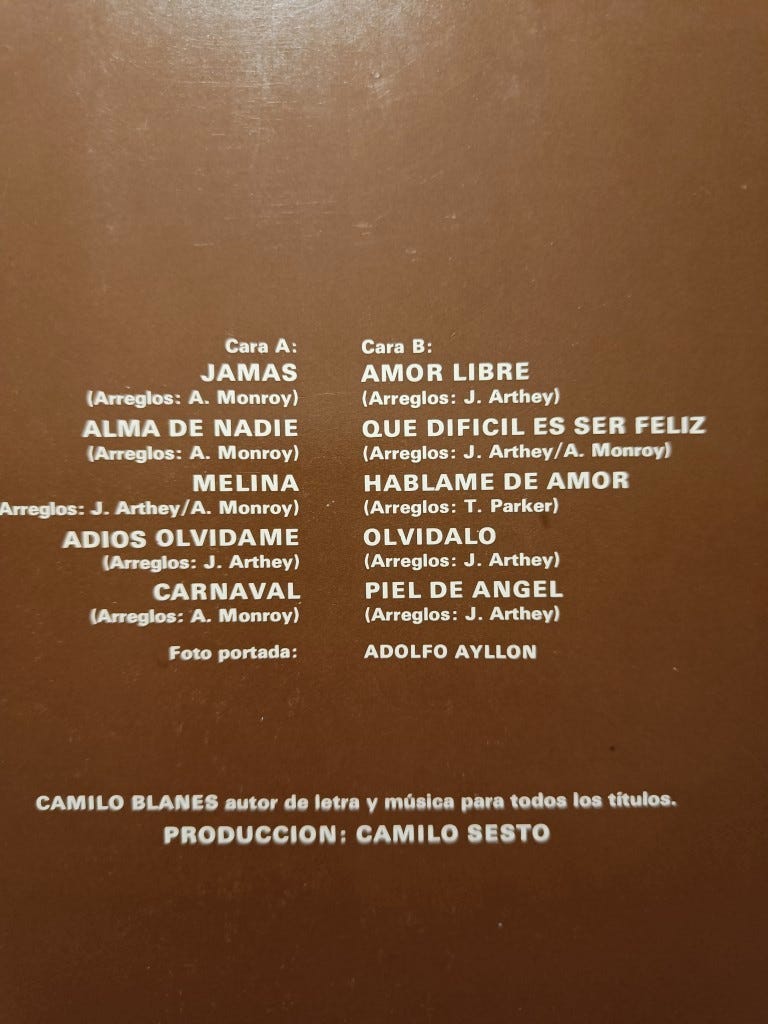 Cara A:
JAMAS
(Arreglos: A. Monroy)
ALMA DE NADIE
(Arreglos: A. Monroy)
MELINA
Arreglos: J. Arthey/A. Monroy)
ADIOS OLVIDAME
(Arreglos: J. Arthey)
CARNAVAL
(Arreglos: A. Monroy)
Cara B:
AMOR LIBRE
(Arreglos: J. Arthey)
QUE DIFICIL ES SER FELIZ
(Arreglos: J. Arthey/A. Monroy)
HABLAME DE AMOR
(Arreglos: T. Parker)
OLVIDALO
(Arreglos: J. Arthey)
PIEL DE ANGEL
(Arreglos: J. Arthey)
Foto portada: ADOLFO AYLLON
CAMILO BLANES autor de letra y música para todos los títulos.
PRODUCCION: CAMILO SESTO